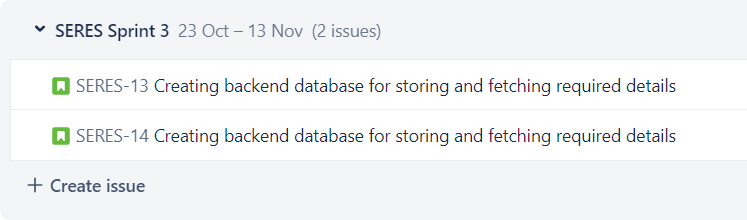 SERES Sprint 3 23 Oct – 13 Nov (2 issues)
SERES-13 Creating backend database for storing and fetching required details
SERES-14 Creating backend database for storing and fetching required details
+ Create issue